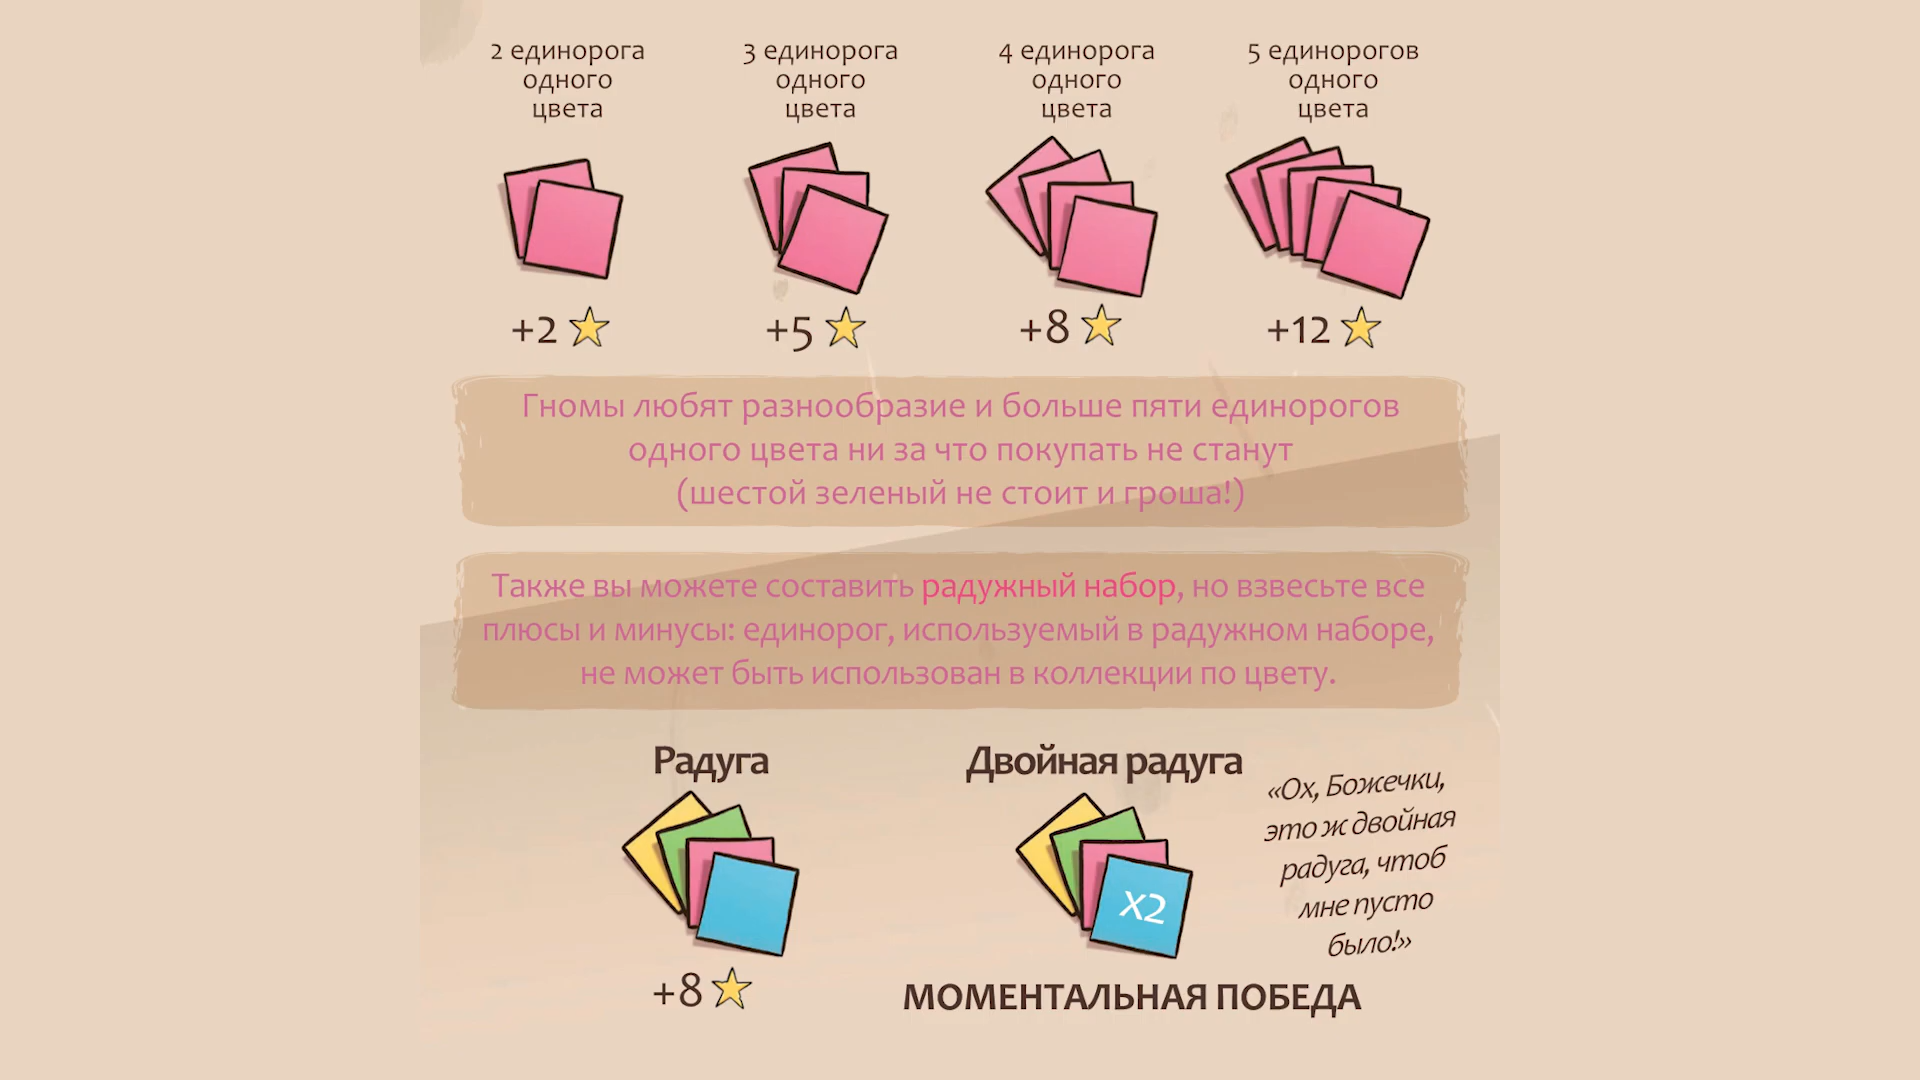 2 единорога
одного
цвета
3 единорога
одного
цвета
4 единорога
одного
цвета
5 единорогов
одного
цвета
+2
+5
+8
+12
Гномы любят разнообразие и больше пяти единорогов
одного цвета ни за что покупать не станут
(шестой зеленый не стоит и гроша!)
Также вы можете составить радужный набор, но взвесьте все
плюсы и минусы: единорог, используемый в радужном наборе,
не может быть использован в коллекции по цвету.
Радуга
+8
Двойная радуга
X2
МОМЕНТАЛЬНАЯ ПОБЕДА
«Ох, Божечки,
это ж двойная
радуга, чтоб
мне пусто
было!»